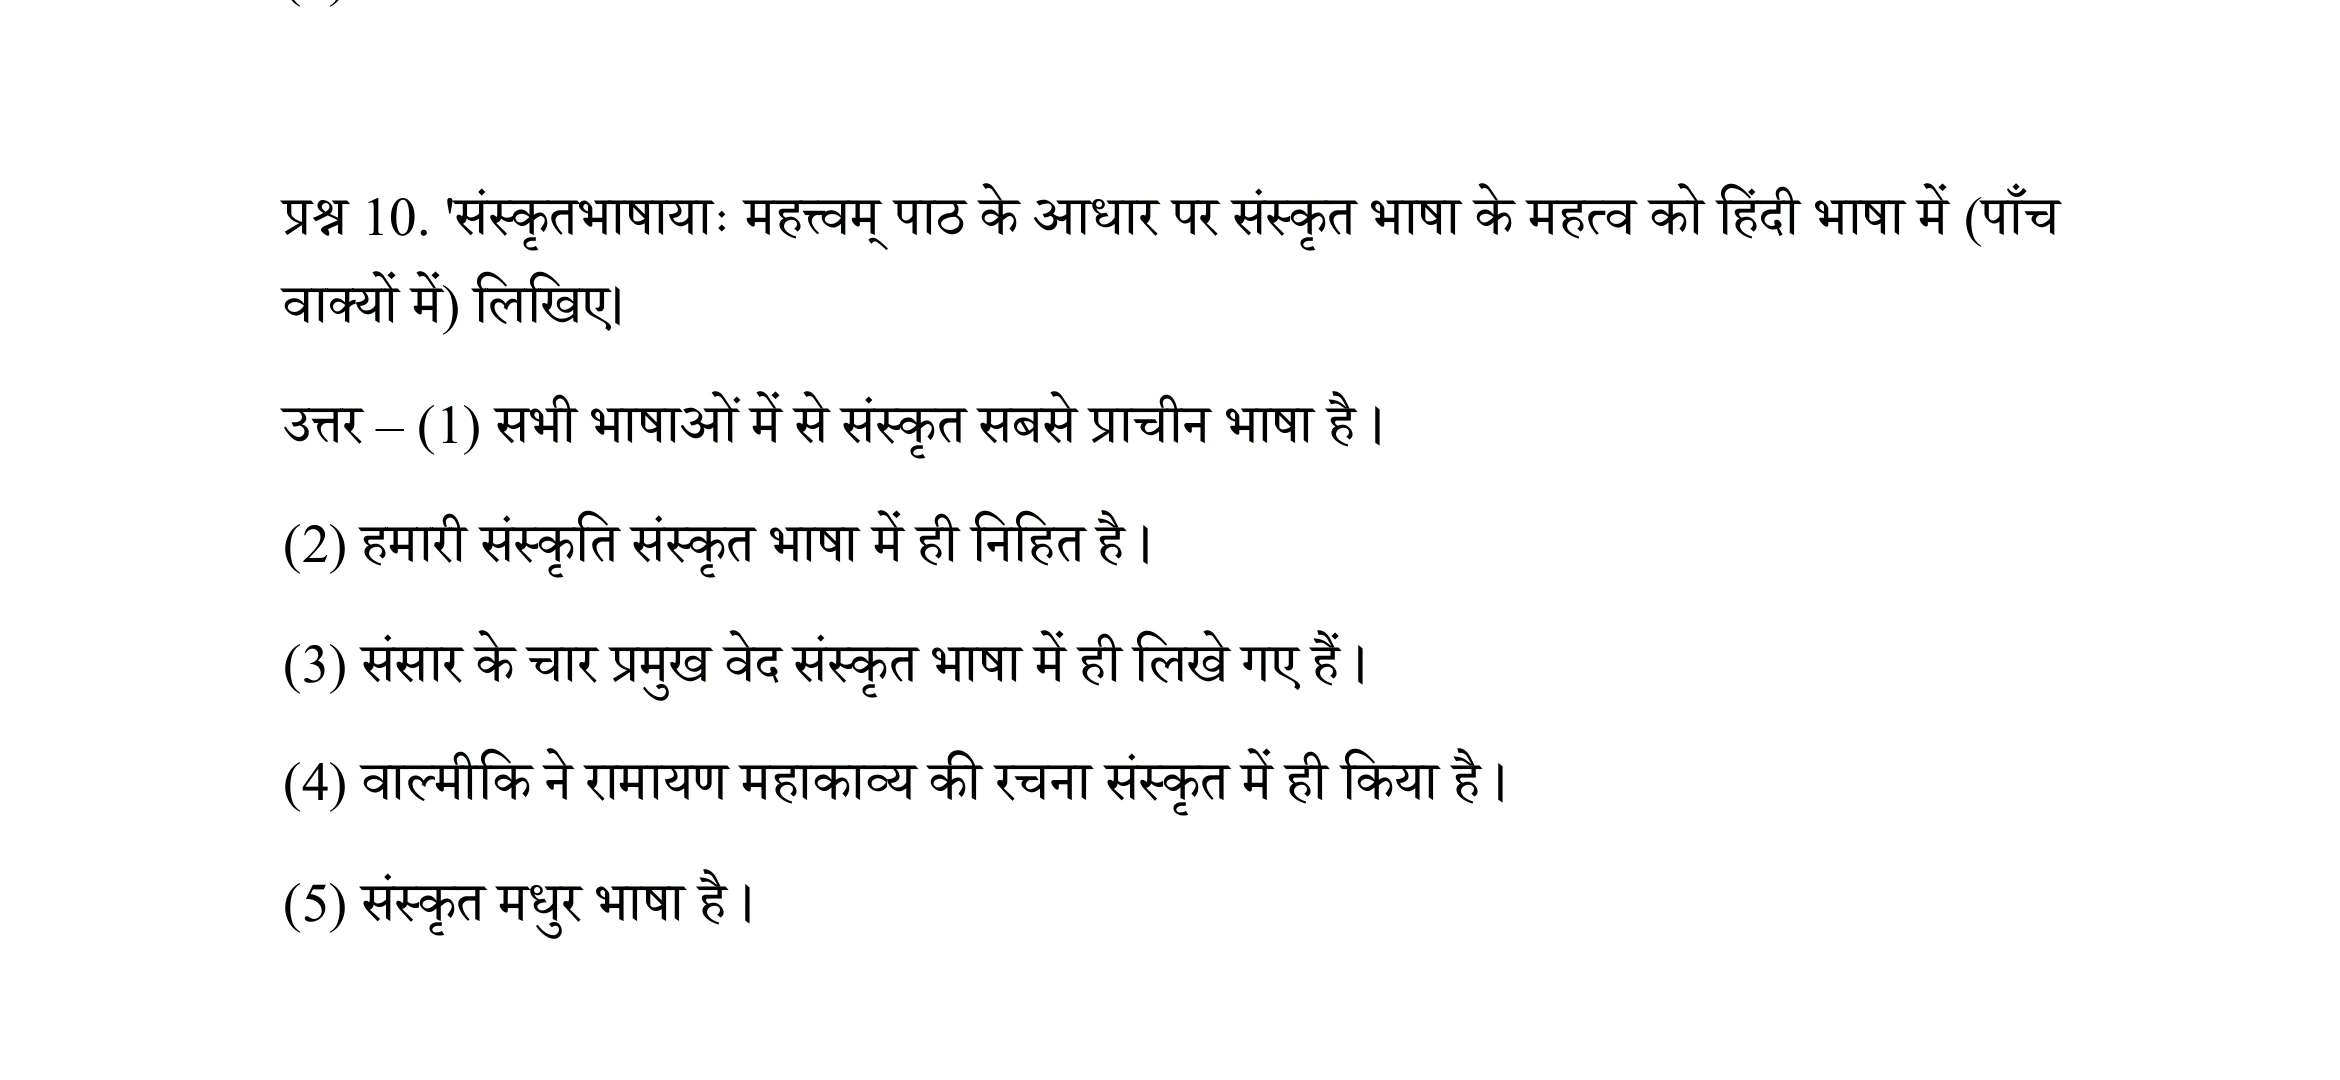 प्रश्न 10. 'संस्कृतभाषायाः महत्त्वम् पाठ के आधार पर संस्कृत भाषा के महत्व को हिंदी भाषा में (पाँच
वाक्यों में) लिखिए।
उत्तर – (1) सभी भाषाओं में से संस्कृत सबसे प्राचीन भाषा है।
(2) हमारी संस्कृति संस्कृत भाषा में ही निहित है।
(3) संसार के चार प्रमुख वेद संस्कृत भाषा में ही लिखे गए हैं।
(4) वाल्मीकि ने रामायण महाकाव्य की रचना संस्कृत में ही किया है।
(5) संस्कृत मधुर भाषा है।